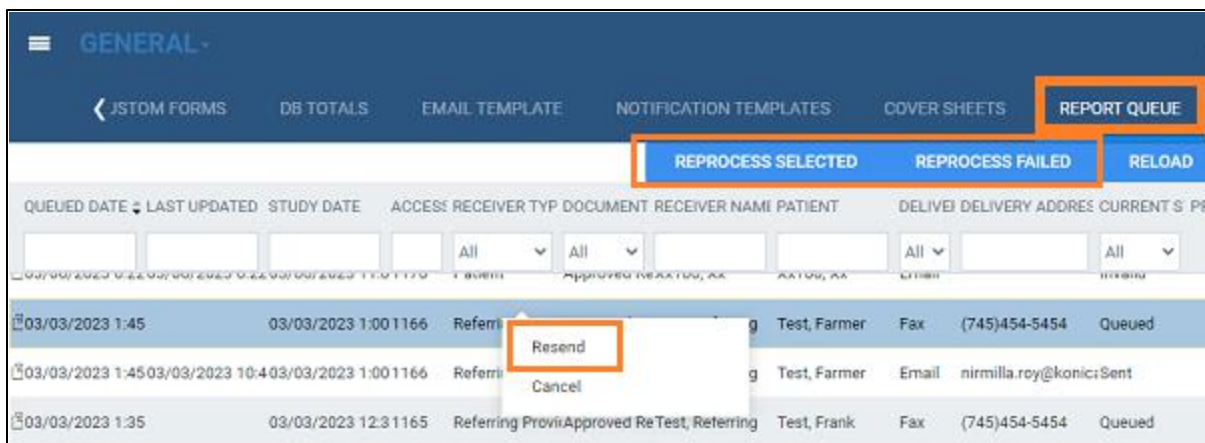 GENERAL
JSTOM FORMS DB TOTALS EMAIL TEMPLATE NOTIFICATION TEMPLATES COVER SHEETS REPORT QUEUE
REPROCESS SELECTED REPROCESS FAILED RELOAD
QUEUED DATE LAST UPDATED STUDY DATE ACCES RECEIVER TYP DOCUMENT RECEIVER NAM PATIENT DELIVE DELIVERY ADDRES CURRENT S
All All All All
03/03/2023 1:45 03/03/2023 1:00 1166 Referri g Test, Farmer Fax (745)454-5454 Queued
Resend
03/03/2023 1:45 03/03/2023 10:4 03/03/2023 1:00 1166 Referri g Test, Farmer Email nirmilla.roy@konica Sent
Cancel
03/03/2023 1:35 03/03/2023 12:3 1165 Referring Provi Approved Re Test, Referring Test, Frank Fax (745)454-5454 Queued